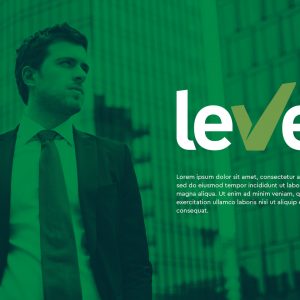 leve
Lorem ipsum dolor sit amet, consectetur a
sed do eiusmod tempor incididunt ut labo
magna aliqua. Ut enim ad minim veniam, q
exercitation ullamco laboris nisi ut aliquip
consequat.